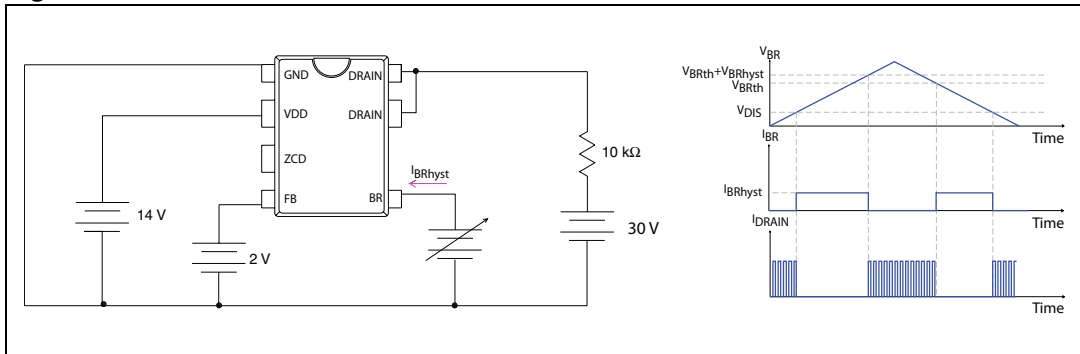 GND
DRAIN
VDD
DRAIN
ZCD
FB
BR
IBRhyst
14 V
2 V
10 kΩ
30 V
VBR
VBRth+VBRhyst
VBRth
VDIS
Time
IBR
IBRhyst
Time
IDRAIN
Time